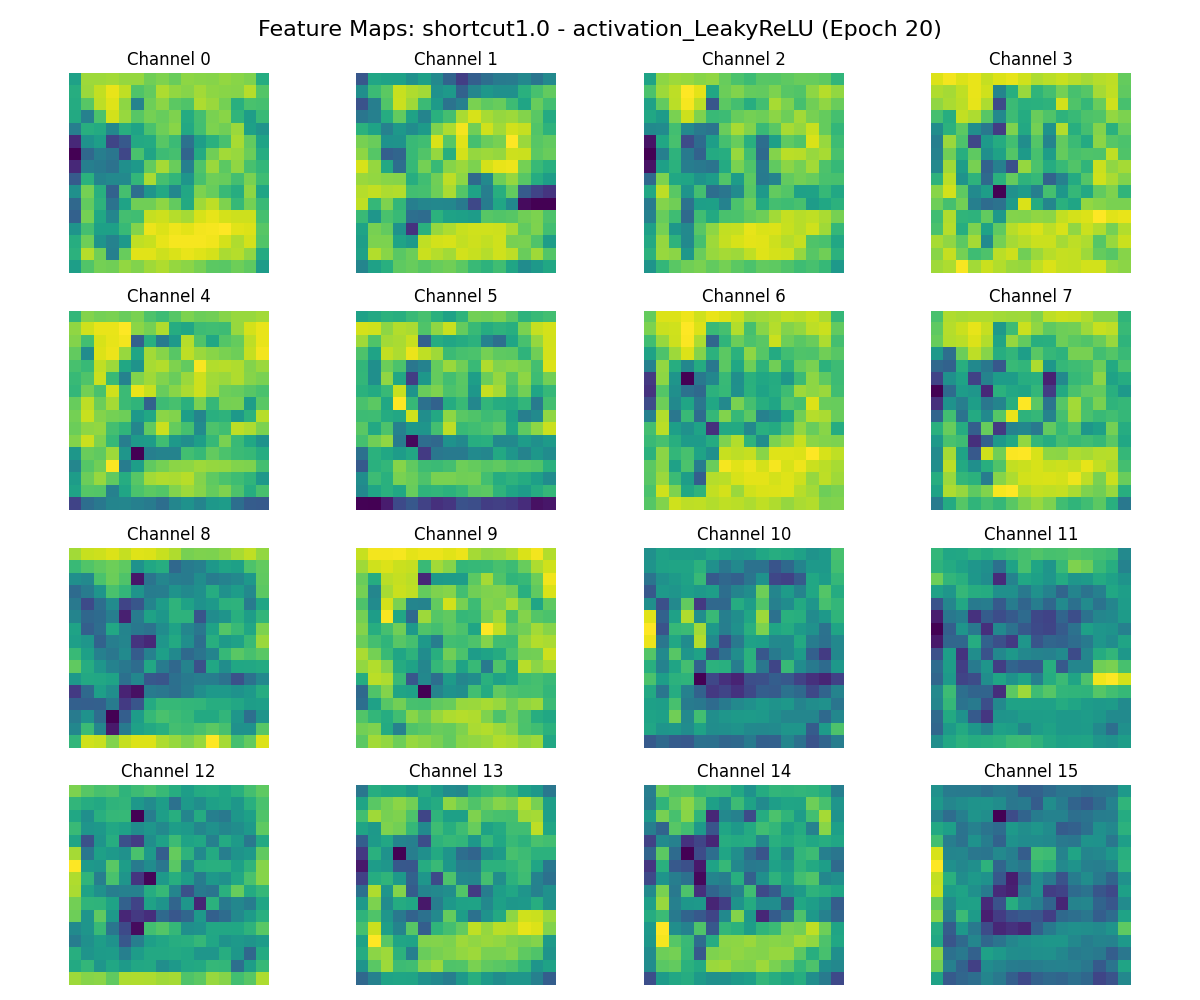 Feature Maps: shortcut1.0 - activation_LeakyReLU (Epoch 20)
Channel 0
Channel 1
Channel 2
Channel 3
Channel 4
Channel 5
Channel 6
Channel 7
Channel 8
Channel 9
Channel 10
Channel 11
Channel 12
Channel 13
Channel 14
Channel 15